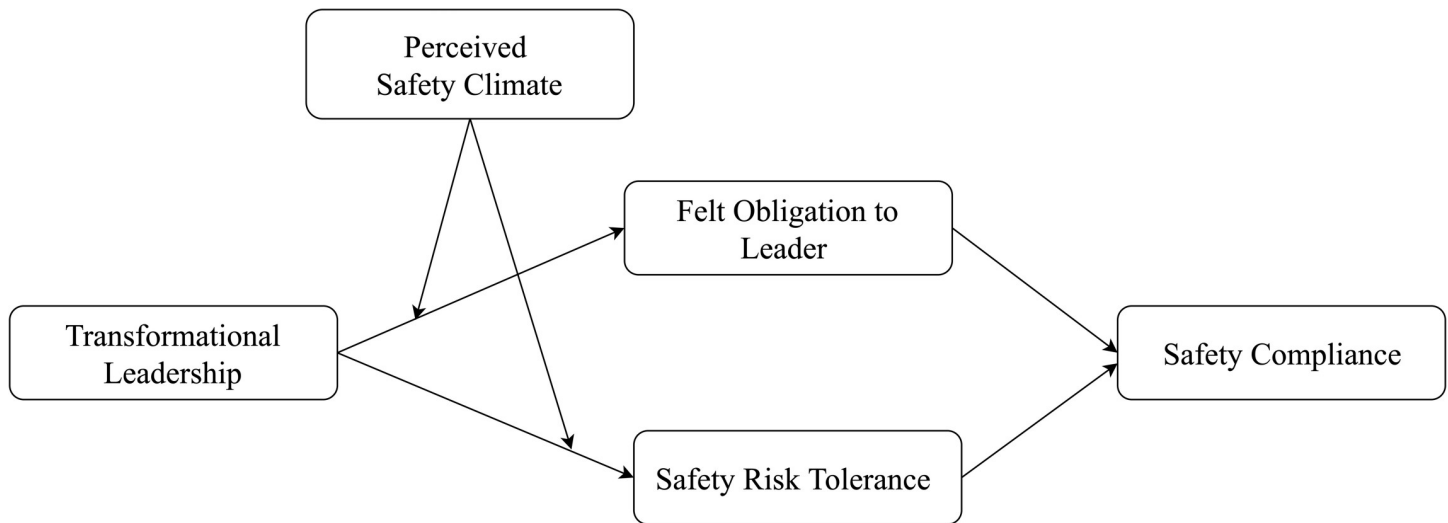 Perceived
Safety Climate
Felt Obligation to
Leader
Transformational
Leadership
Safety Compliance
Safety Risk Tolerance